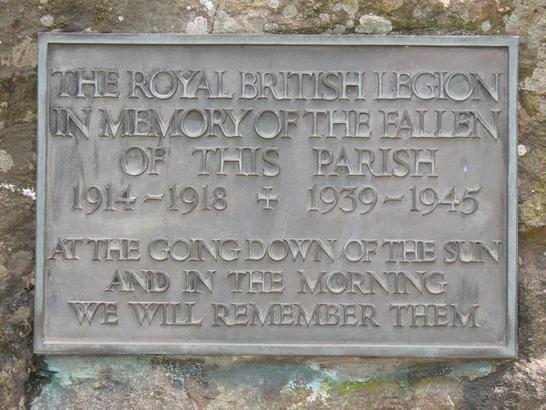 THE ROYAL BRITISH LEGION
IN MEMORY OF THE FALLEN
OF THIS PARISH
1914 – 1918 + 1939 – 1945
AT THE GOING DOWN OF THE SUN
AND IN THE MORNING
WE WILL REMEMBER THEM